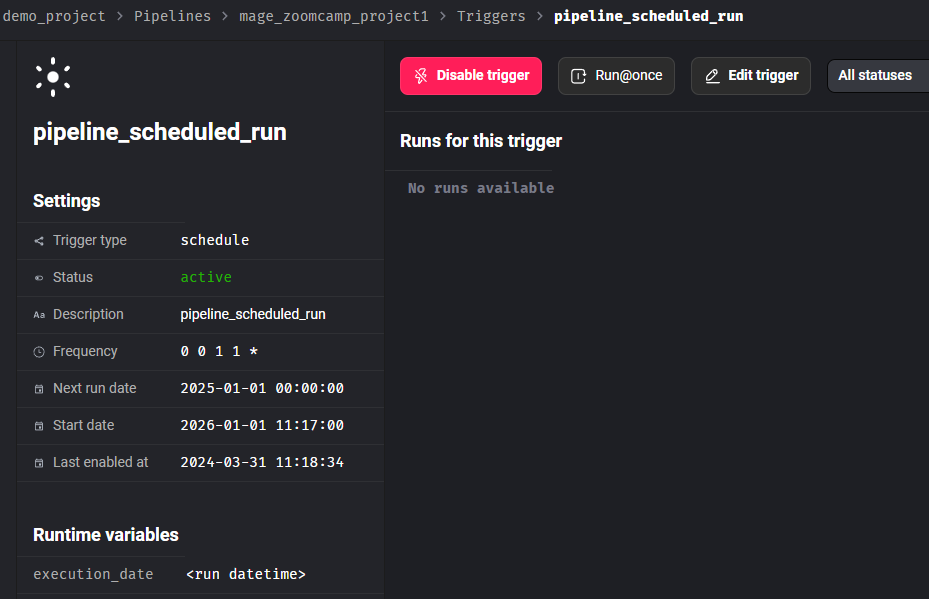 demo_project > Pipelines > mage_zoomcamp_project1 > Triggers > pipeline_scheduled_run
Disable trigger Run@once Edit trigger All statuses
pipeline_scheduled_run
Settings
Trigger type schedule
Status active
Aa Description pipeline_scheduled_run
Frequency 0 0 1 1 *
Next run date 2025-01-01 00:00:00
Start date 2026-01-01 11:17:00
Last enabled at 2024-03-31 11:18:34
Runtime variables
execution_date <run datetime>
Runs for this trigger
No runs available